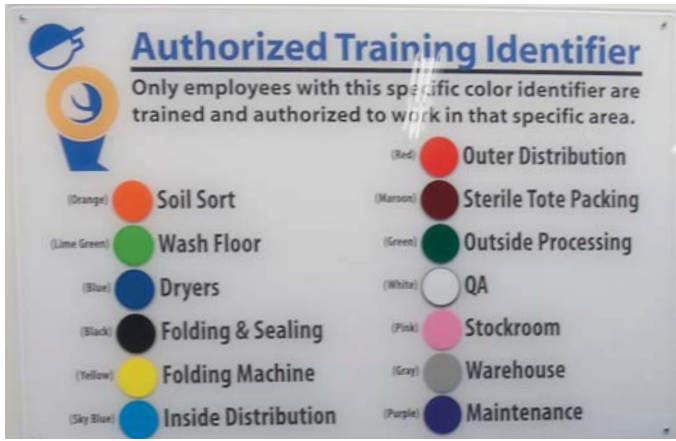 Authorized Training Identifier
Only employees with this specific color identifier are
trained and authorized to work in that specific area.
(Orange) Soil Sort
(Lime Green) Wash Floor
(Blue) Dryers
(Black) Folding & Sealing
(Yellow) Folding Machine
(Sky Blue) Inside Distribution
(Red) Outer Distribution
(Maroon) Sterile Tote Packing
(Green) Outside Processing
(White) QA
(Pink) Stockroom
(Gray) Warehouse
(Purple) Maintenance